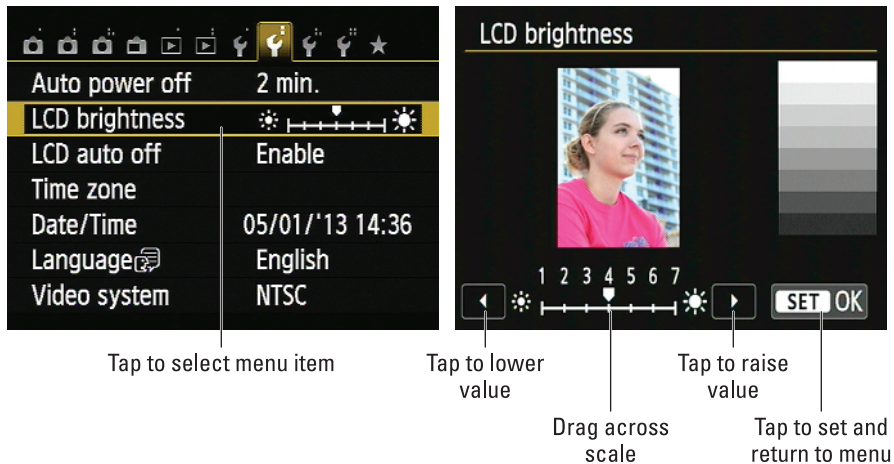 Auto power off 2 min.
LCD brightness
LCD auto off Enable
Time zone
Date/Time 05/01/'13 14:36
Language English
Video system NTSC
LCD brightness
1 2 3 4 5 6 7
SET OK
Tap to select menu item
Tap to lower
value
Drag across
scale
Tap to raise
value
Tap to set and
return to menu